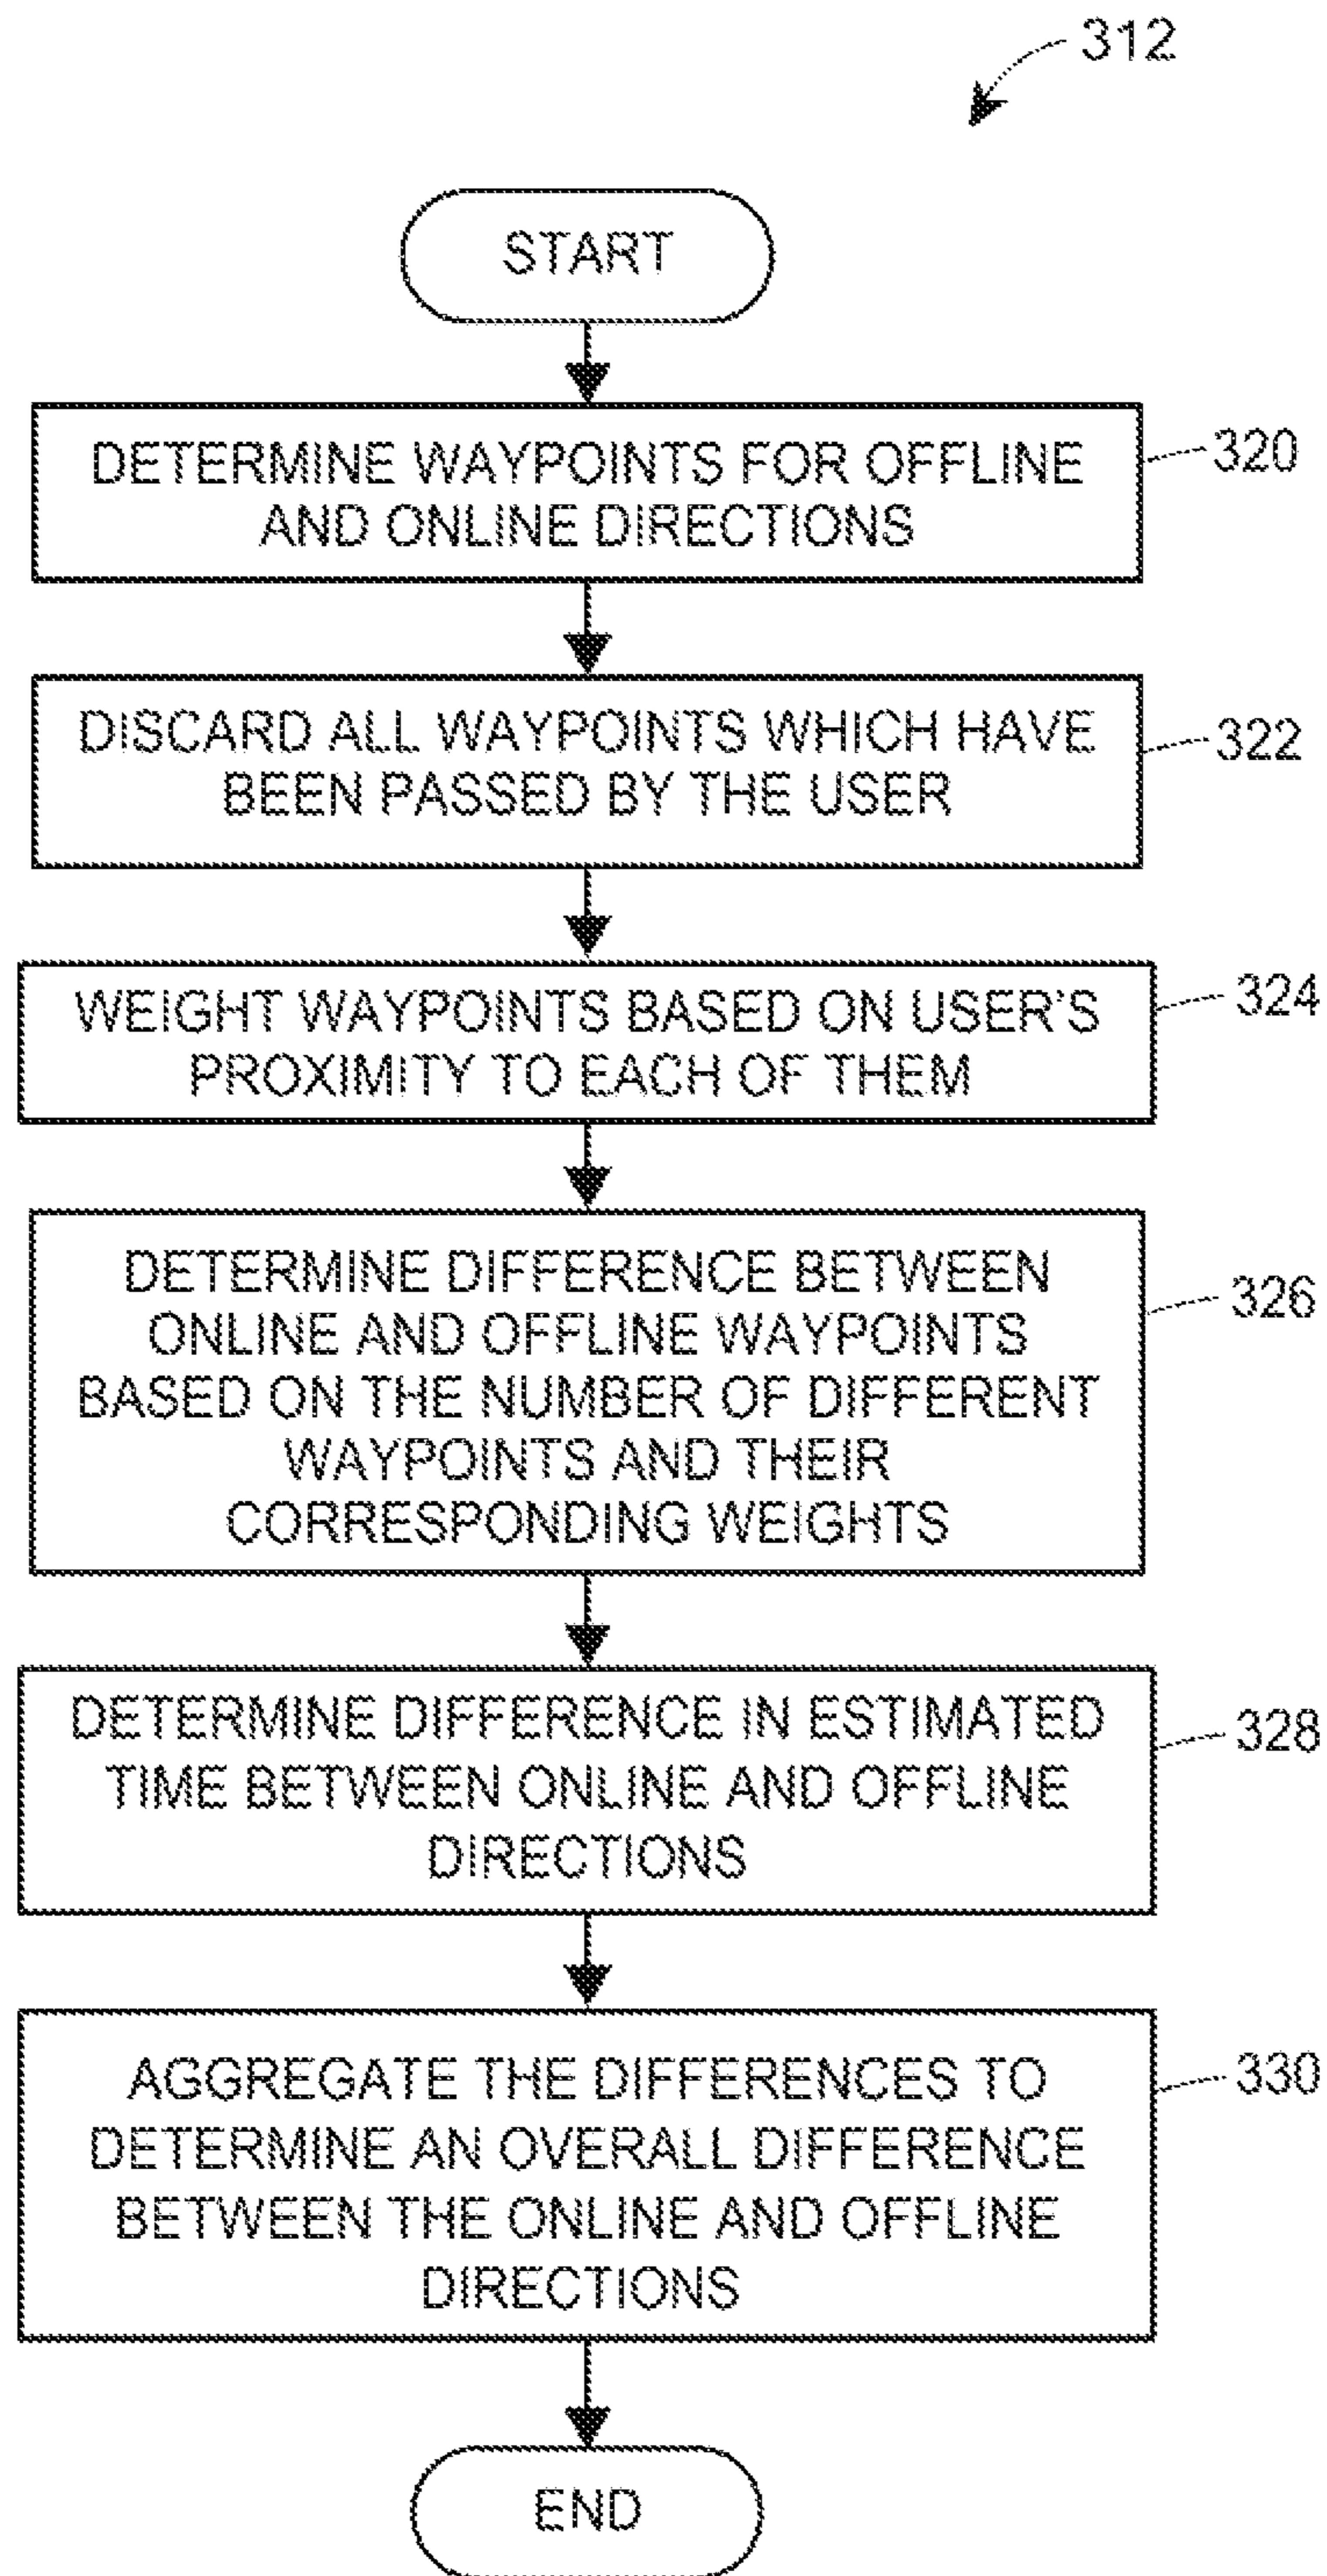 312
START
DETERMINE WAYPOINTS FOR OFFLINE
AND ONLINE DIRECTIONS
320
DISCARD ALL WAYPOINTS WHICH HAVE
BEEN PASSED BY THE USER
322
WEIGHT WAYPOINTS BASED ON USER'S
PROXIMITY TO EACH OF THEM
324
DETERMINE DIFFERENCE BETWEEN
ONLINE AND OFFLINE WAYPOINTS
BASED ON THE NUMBER OF DIFFERENT
WAYPOINTS AND THEIR
CORRESPONDING WEIGHTS
326
DETERMINE DIFFERENCE IN ESTIMATED
TIME BETWEEN ONLINE AND OFFLINE
DIRECTIONS
328
AGGREGATE THE DIFFERENCES TO
DETERMINE AN OVERALL DIFFERENCE
BETWEEN THE ONLINE AND OFFLINE
DIRECTIONS
330
END